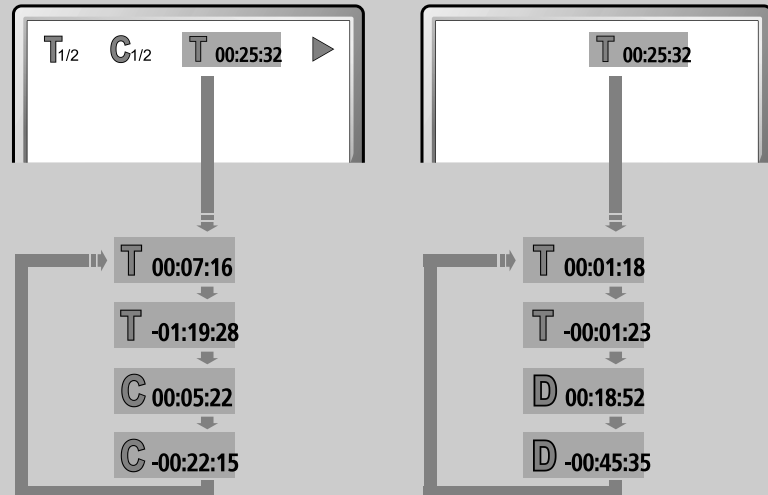 T1/2 C1/2 T 00:25:32
T 00:07:16
T -01:19:28
C 00:05:22
C -00:22:15
T 00:25:32
T 00:01:18
T -00:01:23
D 00:18:52
D -00:45:35